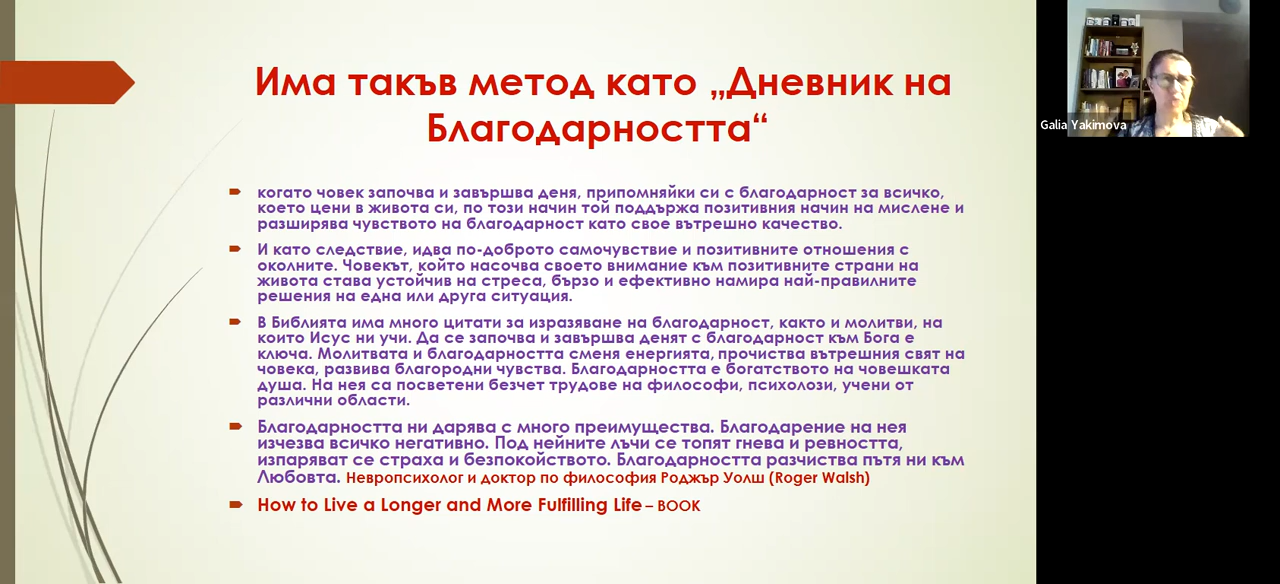 Има такъв метод като „Дневник на
Благодарността“
когато човек започва и завършва деня, припомняйки си с благодарност за всичко,
което цени в живота си, по този начин той поддържа позитивния начин на мислене и
разширява чувството на благодарност като свое вътрешно качество.
И като следствие, идва по-доброто самочувствие и позитивните отношения с
околните. Човекът, който насочва своето внимание към позитивните страни на
живота става устойчив на стреса, бързо и ефективно намира най-правилните
решения на една или друга ситуация.
В Библията има много цитати за изразяване на благодарност, както и молитви, на
които Исус ни учи. Да се започва и завършва денят с благодарност към Бога е
ключа. Молитвата и благодарността сменя енергията, прочиства вътрешния свят на
човека, развива благородни чувства. Благодарността е богатството на човешката
душа. На нея са посветени безчет трудове на философи, психолози, учени от
различни области.
Благодарността ни дарява с много преимущества. Благодарение на нея
изчезва всичко негативно. Под нейните лъчи се топят гнева и ревността,
изпаряват се страха и безпокойството. Благодарността разчиства пътя ни към
Любовта. Невропсихолог и доктор по философия Роджър Уолш (Roger Walsh)
How to Live a Longer and More Fulfilling Life – BOOK
Galia Yakimova